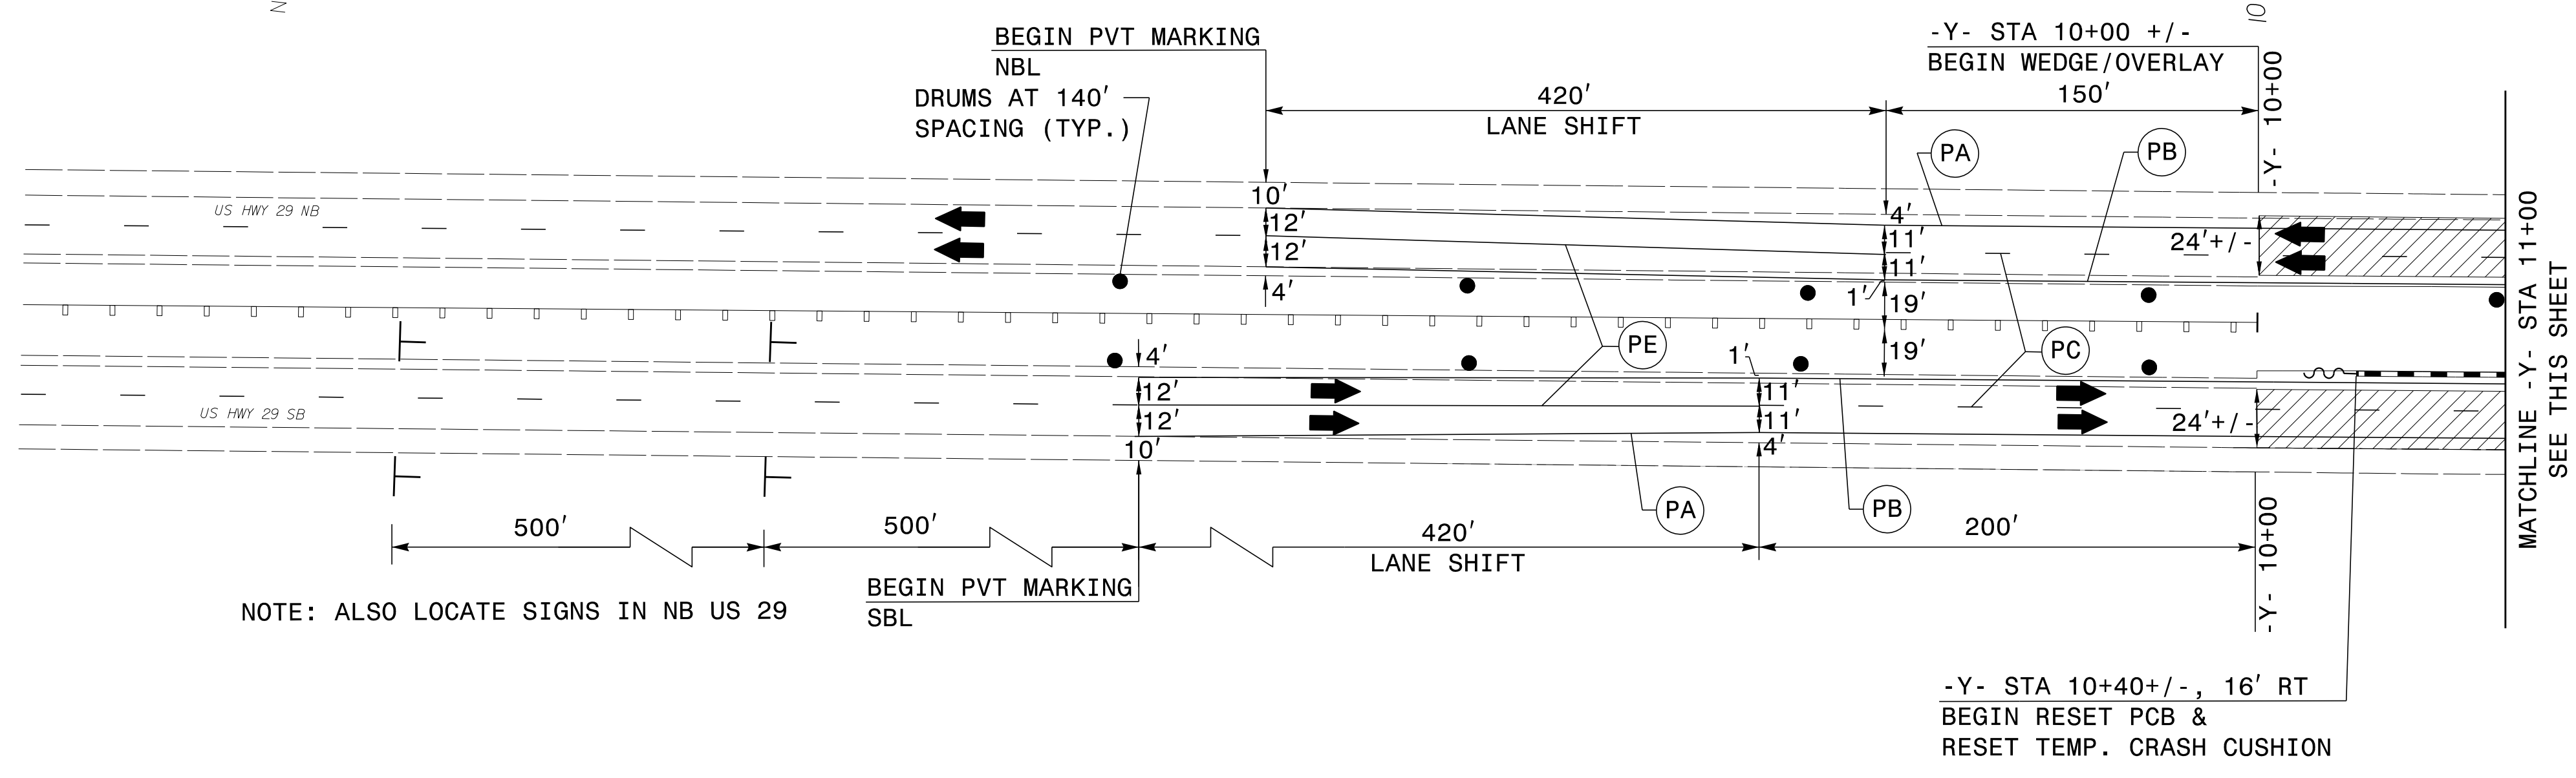 N
10
BEGIN PVT MARKING
NBL
DRUMS AT 140'
SPACING (TYP.)
420'
LANE SHIFT
-Y- STA 10+00 +/-
BEGIN WEDGE/OVERLAY
150'
-Y- 10+00
PA
PB
US HWY 29 NB
10'
12'
12'
4'
4'
11'
11'
1'
19'
19'
24'+/-
PE
PC
MATCHLINE -Y- STA 11+00
SEE THIS SHEET
US HWY 29 SB
4'
12'
12'
10'
1'
11'
11'
4'
24'+/-
PA
PB
500'
500'
420'
LANE SHIFT
200'
-Y- 10+00
BEGIN PVT MARKING
SBL
NOTE: ALSO LOCATE SIGNS IN NB US 29
-Y- STA 10+40+/-, 16' RT
BEGIN RESET PCB &
RESET TEMP. CRASH CUSHION